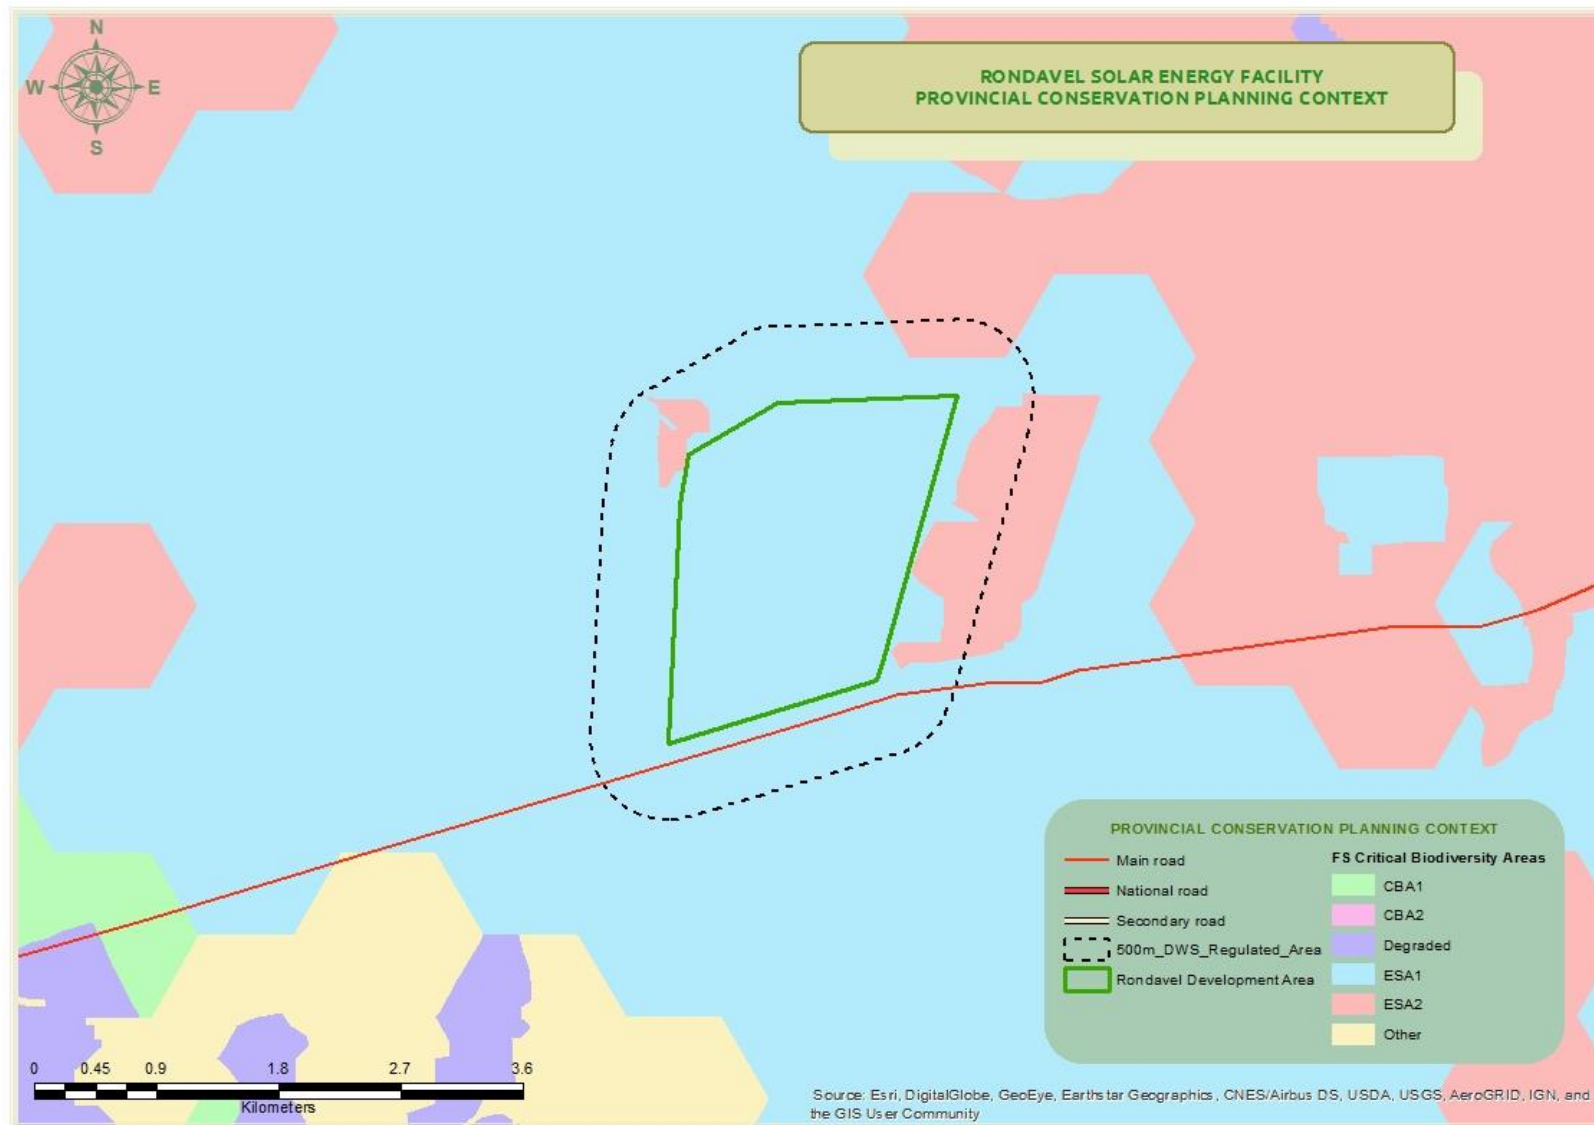 N
W E
S
RONDAVEL SOLAR ENERGY FACILITY
PROVINCIAL CONSERVATION PLANNING CONTEXT
PROVINCIAL CONSERVATION PLANNING CONTEXT
Main road
National road
Secondary road
500m_DWS_Regulated_Area
Rondavel Development Area
FS Critical Biodiversity Areas
CBA1
CBA2
Degraded
ESA1
ESA2
Other
0 0.45 0.9 1.8 2.7 3.6
Kilometers
Source: Esri, DigitalGlobe, GeoEye, Earthstar Geographics, CNES/Airbus DS, USDA, USGS, AeroGRID, IGN, and
the GIS User Community